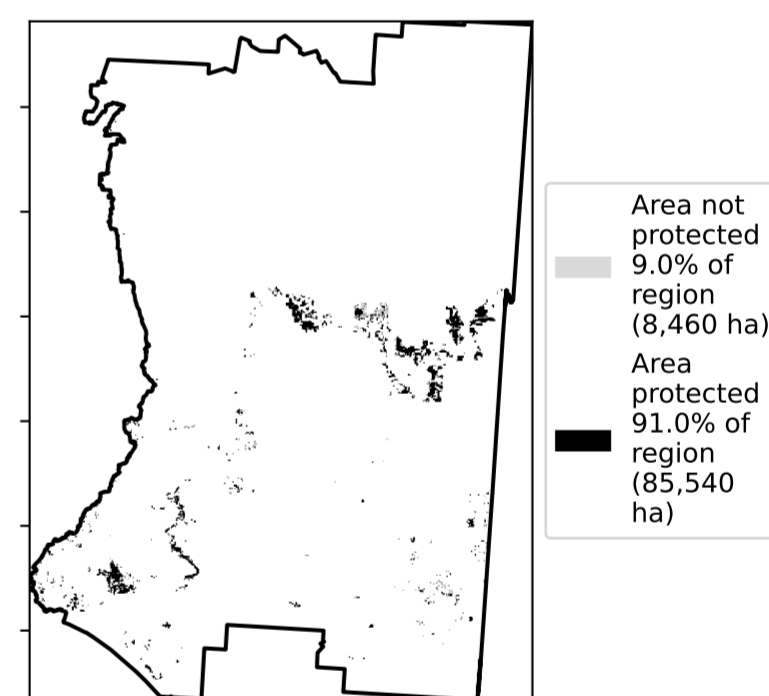 Area not
protected
9.0% of
region
(8,460 ha)
Area
protected
91.0% of
region
(85,540
ha)